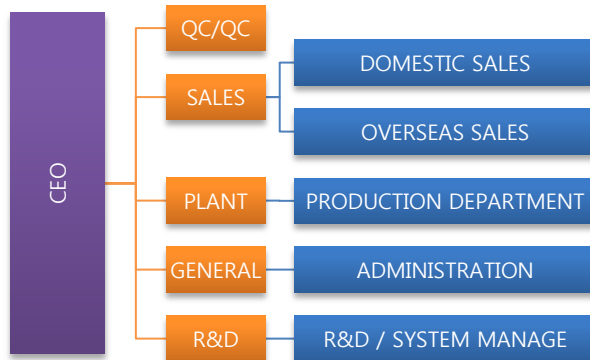 CEO
QC/QC
SALES
DOMESTIC SALES
OVERSEAS SALES
PLANT
PRODUCTION DEPARTMENT
GENERAL
ADMINISTRATION
R&D
R&D / SYSTEM MANAGE